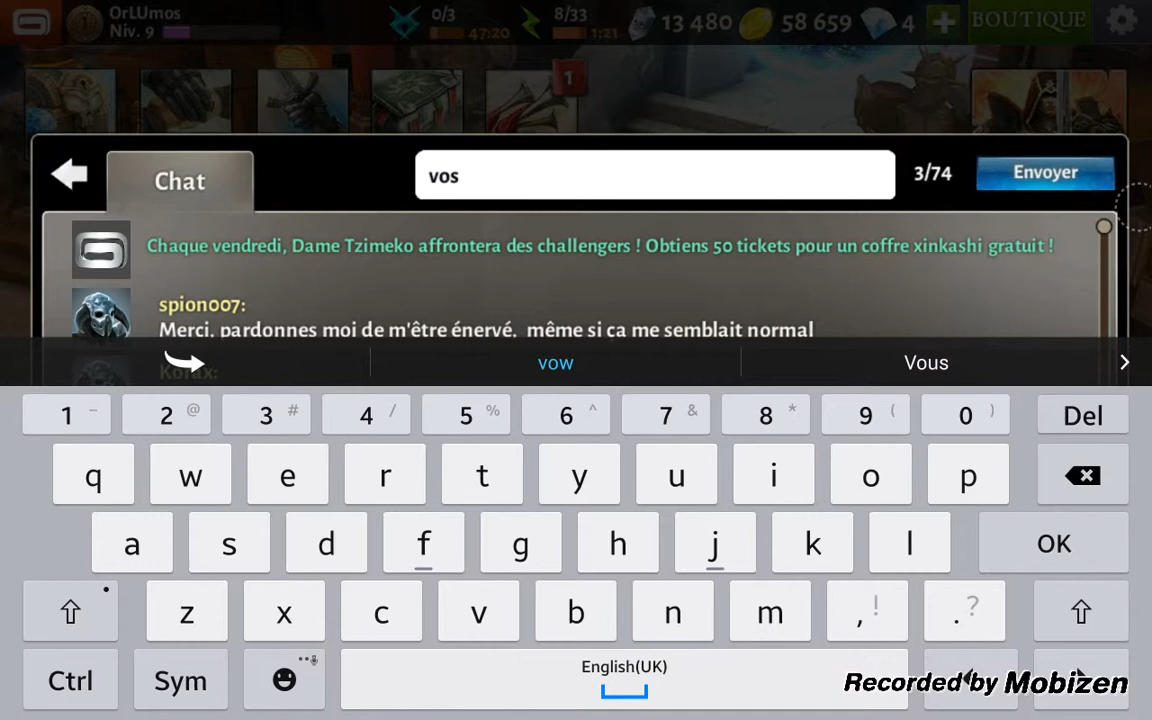 OrLUmos
Niv. 9
0/3
47:20
8/33
1:21
13 480
58 659
4
+
BOUTIQUE
1
Chat
vos
3/74
Envoyer
Chaque vendredi, Dame Tzimeko affrontera des challengers ! Obtiens 50 tickets pour un coffre xinkashi gratuit !
spion007:
Merci, pardonnes moi de m'être énervé, même si ça me semblait normal
Korax:
vow
Vous
1 – 2 @ 3 # 4 / 5 % 6 ^ 7 & 8 * 9 ( 0 ) Del
q w e r t y u i o p
a s d f g h j k l OK
z x c v b n m , ! . ?
Ctrl Sym English(UK)
Recorded by Mobizen